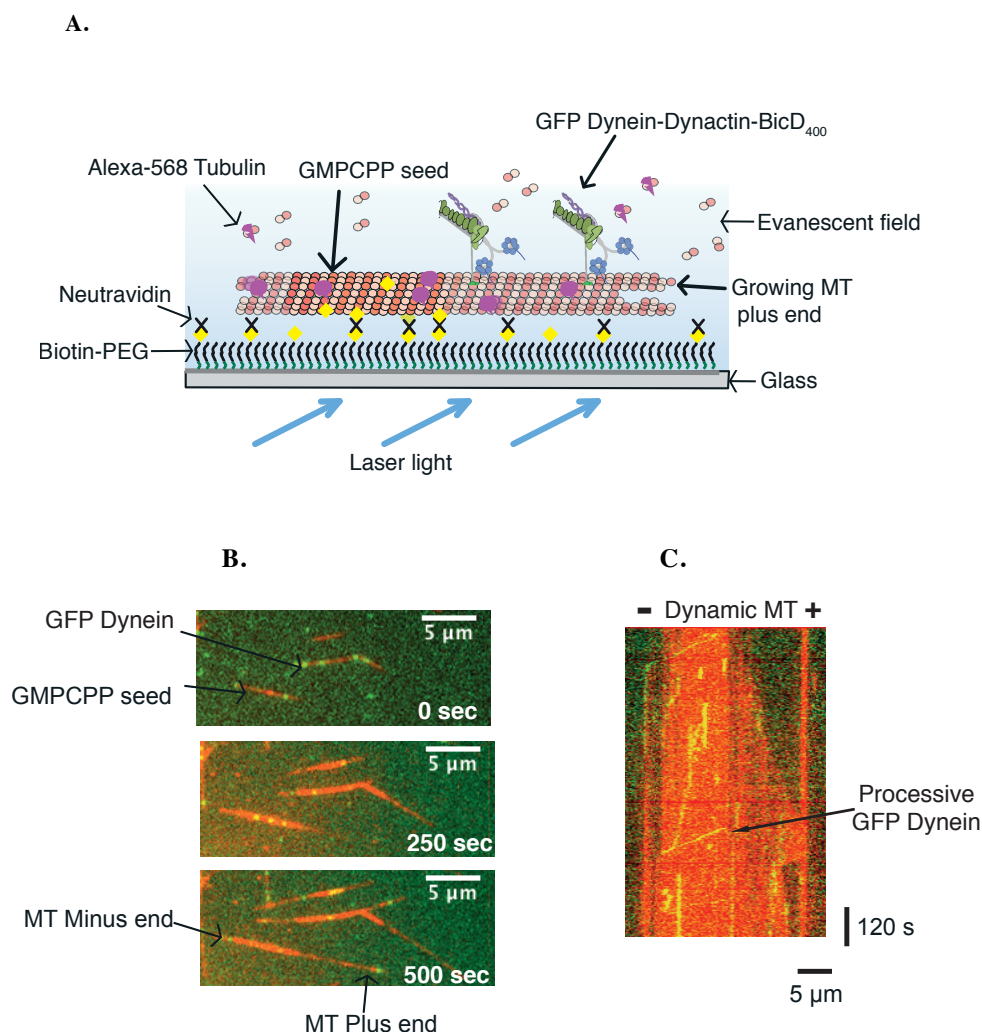 A.
GFP Dynein-Dynactin-BicD400
Alexa-568 Tubulin
GMPCPP seed
Evanescent field
Neutravidin
Growing MT
plus end
Biotin-PEG
Glass
Laser light
B.
GFP Dynein
GMPCPP seed
5 µm
0 sec
5 µm
250 sec
5 µm
MT Minus end
500 sec
MT Plus end
C.
- Dynamic MT +
Processive
GFP Dynein
120 s
5 µm